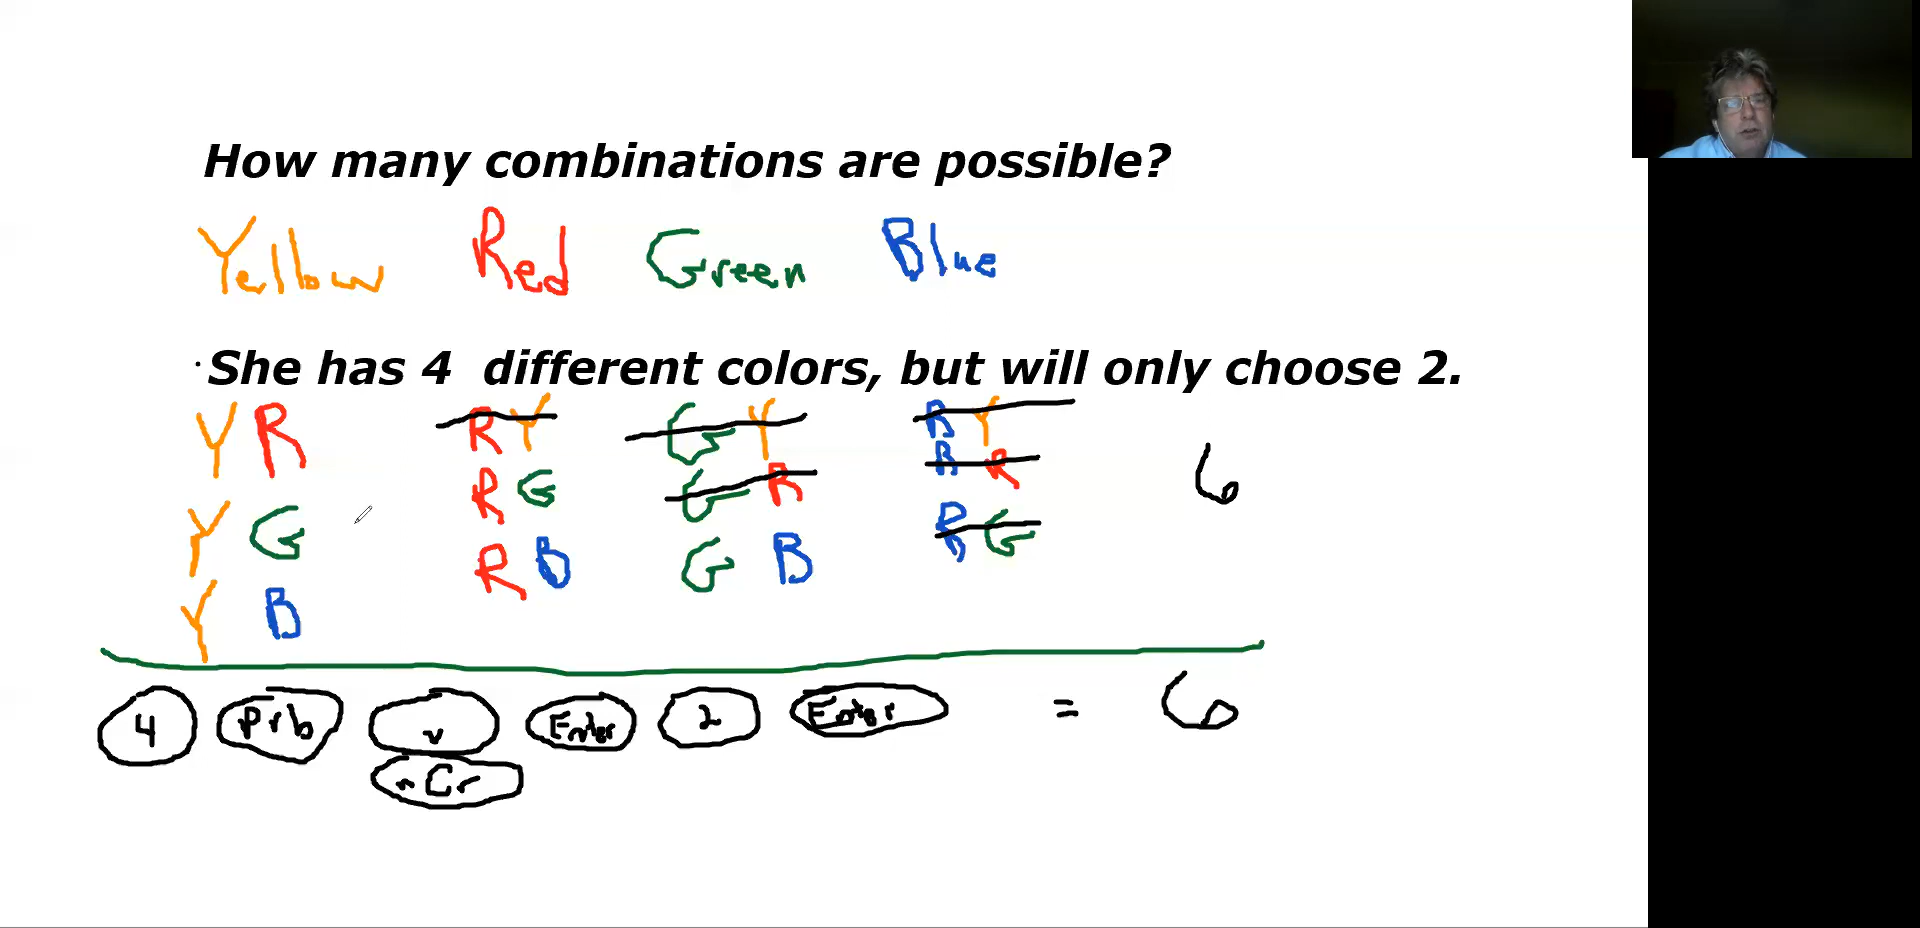 How many combinations are possible?
Yellow Red Green Blue
She has 4 different colors, but will only choose 2.
Y R R Y G Y B Y
Y G R G G R B R 6
Y B R B G B B G
4 Prb v Enter 2 Enter = 6
nCr